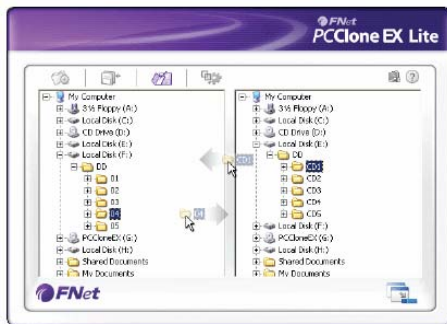 FNet
PCClone EX Lite
My Computer
3½ Floppy (A:)
Local Disk (C:)
CD Drive (D:)
Local Disk (E:)
Local Disk (F:)
DD
01
02
03
04
05
PCCloneEX (G:)
Local Disk (H:)
Shared Documents
My Documents
CD1
04
My Computer
3½ Floppy (A:)
Local Disk (C:)
CD Drive (D:)
Local Disk (E:)
DD
CD1
CD2
CD3
CD4
CD5
Local Disk (F:)
PCCloneEX (G:)
Local Disk (H:)
Shared Documents
My Documents
FNet